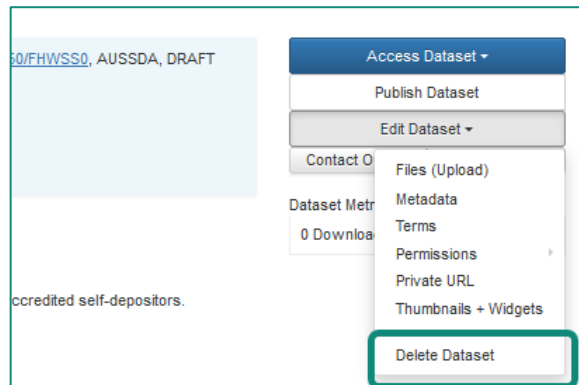 50/FHWSS0, AUSSDA, DRAFT
Access Dataset
Publish Dataset
Edit Dataset
Contact O
Files (Upload)
Metadata
Dataset Metr
Terms
0 Downloa
Permissions
Private URL
ccredited self-depositors.
Thumbnails + Widgets
Delete Dataset